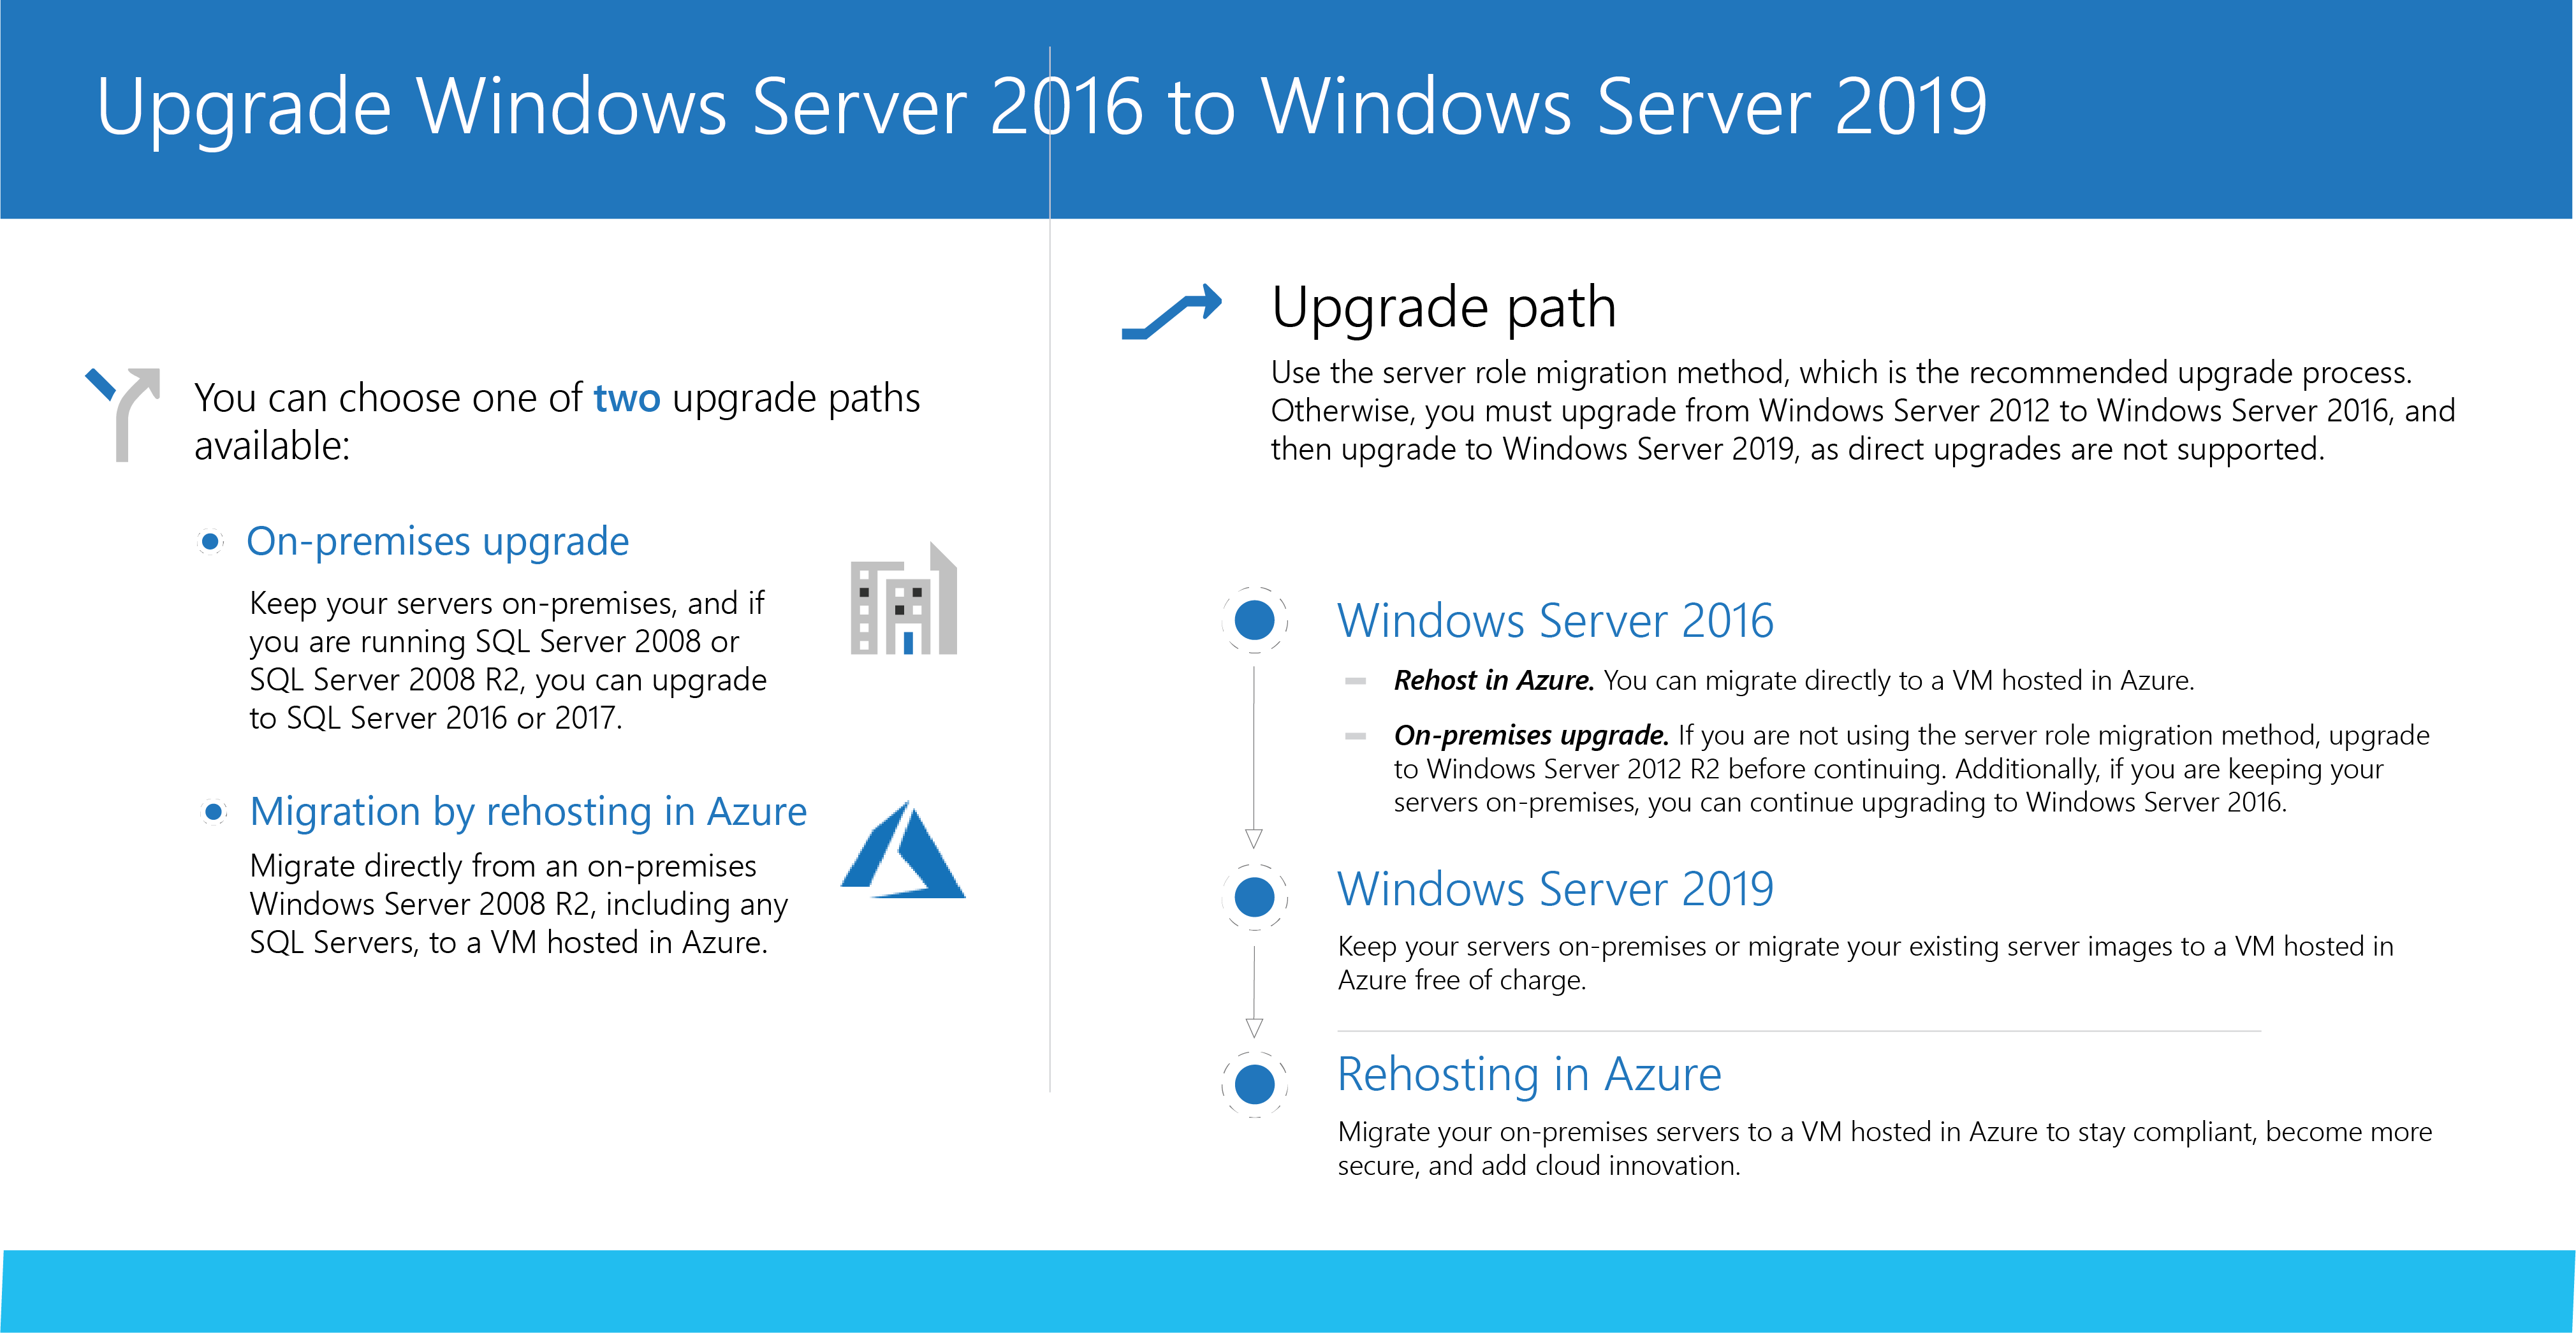 Upgrade Windows Server 2016 to Windows Server 2019
You can choose one of two upgrade paths
available:
On-premises upgrade
Keep your servers on-premises, and if
you are running SQL Server 2008 or
SQL Server 2008 R2, you can upgrade
to SQL Server 2016 or 2017.
Migration by rehosting in Azure
Migrate directly from an on-premises
Windows Server 2008 R2, including any
SQL Servers, to a VM hosted in Azure.
Upgrade path
Use the server role migration method, which is the recommended upgrade process.
Otherwise, you must upgrade from Windows Server 2012 to Windows Server 2016, and
then upgrade to Windows Server 2019, as direct upgrades are not supported.
Windows Server 2016
Rehost in Azure. You can migrate directly to a VM hosted in Azure.
On-premises upgrade. If you are not using the server role migration method, upgrade
to Windows Server 2012 R2 before continuing. Additionally, if you are keeping your
servers on-premises, you can continue upgrading to Windows Server 2016.
Windows Server 2019
Keep your servers on-premises or migrate your existing server images to a VM hosted in
Azure free of charge.
Rehosting in Azure
Migrate your on-premises servers to a VM hosted in Azure to stay compliant, become more
secure, and add cloud innovation.